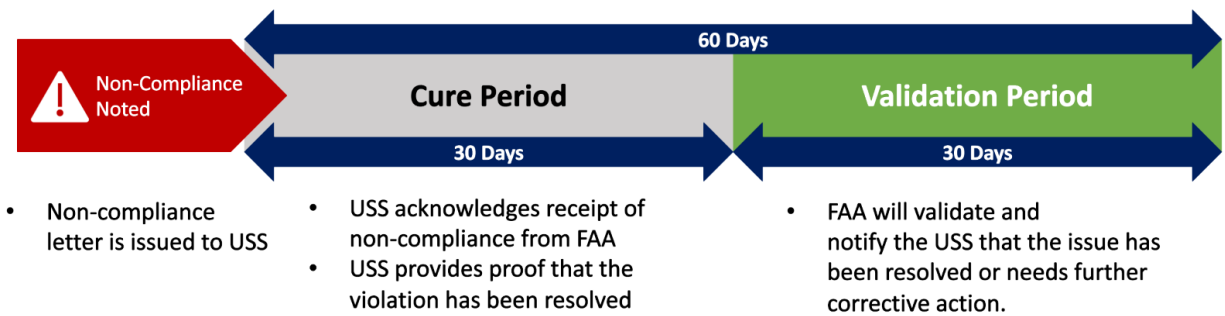 60 Days
Non-Compliance
Noted
Cure Period
Validation Period
30 Days
30 Days
• Non-compliance
letter is issued to USS
• USS acknowledges receipt of
non-compliance from FAA
• USS provides proof that the
violation has been resolved
• FAA will validate and
notify the USS that the issue has
been resolved or needs further
corrective action.